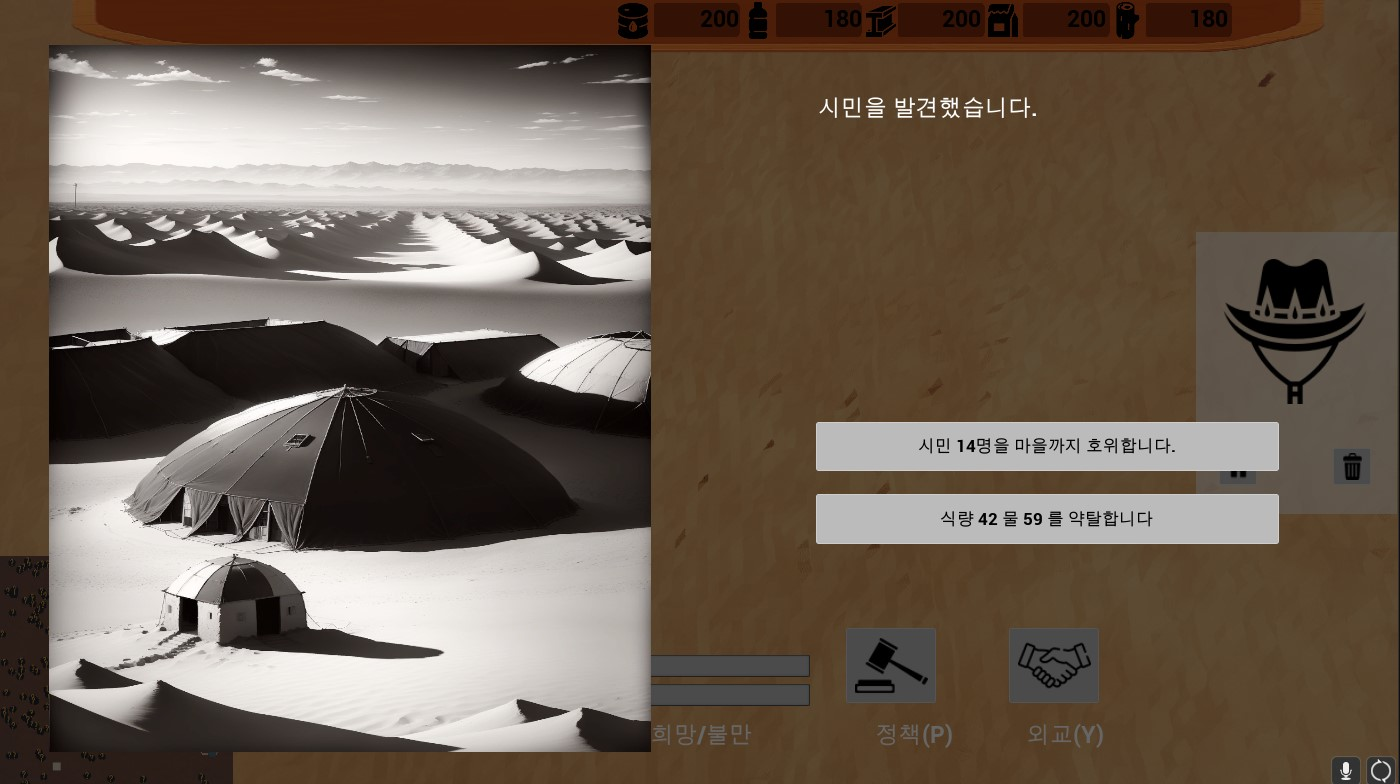 200 180 200 200 180
시민을 발견했습니다.
시민 14명을 마을까지 호위합니다.
식량 42 물 59 를 약탈합니다
희망/불만 정책(P) 외교(Y)